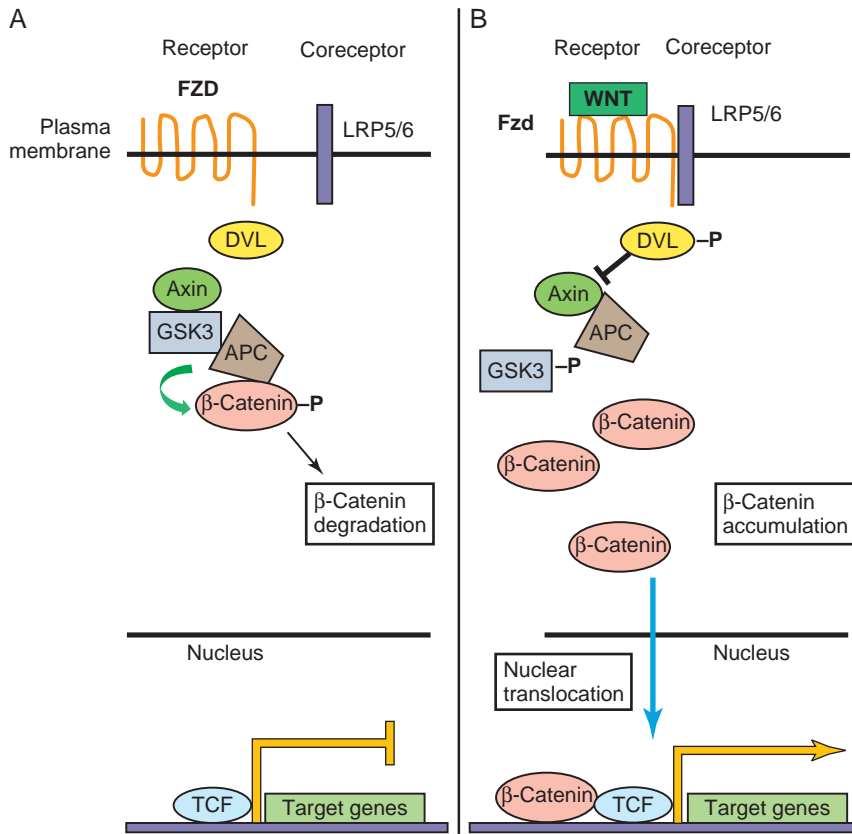 A
Receptor
Coreceptor
FZD
LRP5/6
Plasma
membrane
DVL
Axin
GSK3
APC
β-Catenin
–P
β-Catenin
degradation
Nucleus
TCF
Target genes
B
Receptor
Coreceptor
WNT
Fzd
LRP5/6
DVL
–P
Axin
APC
GSK3
–P
β-Catenin
β-Catenin
β-Catenin
β-Catenin
accumulation
Nucleus
Nuclear
translocation
β-Catenin
TCF
Target genes